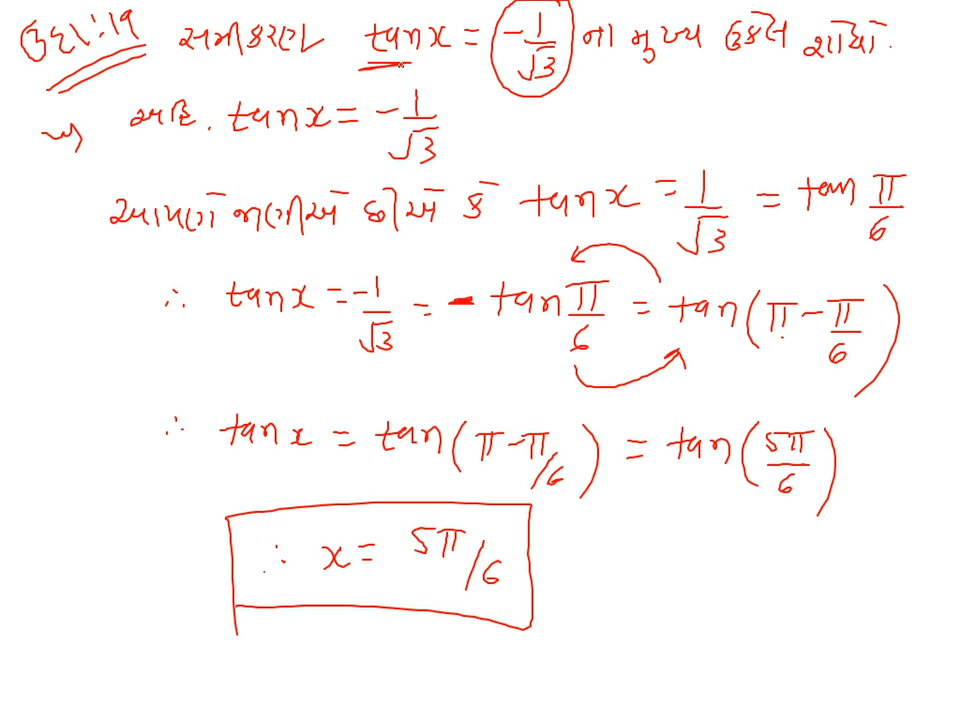 ઉદા:19 સમીકરણ tan x = -1/√3 ના મુખ્ય ઉકેલ શોધો.
→ અહિ. tan x = -1/√3
આપણે જાણીએ છીએ કે tan x = 1/√3 = tan π/6
∴ tan x = -1/√3 = - tan π/6 = tan(π - π/6)
∴ tan x = tan(π - π/6) = tan(5π/6)
∴ x = 5π/6